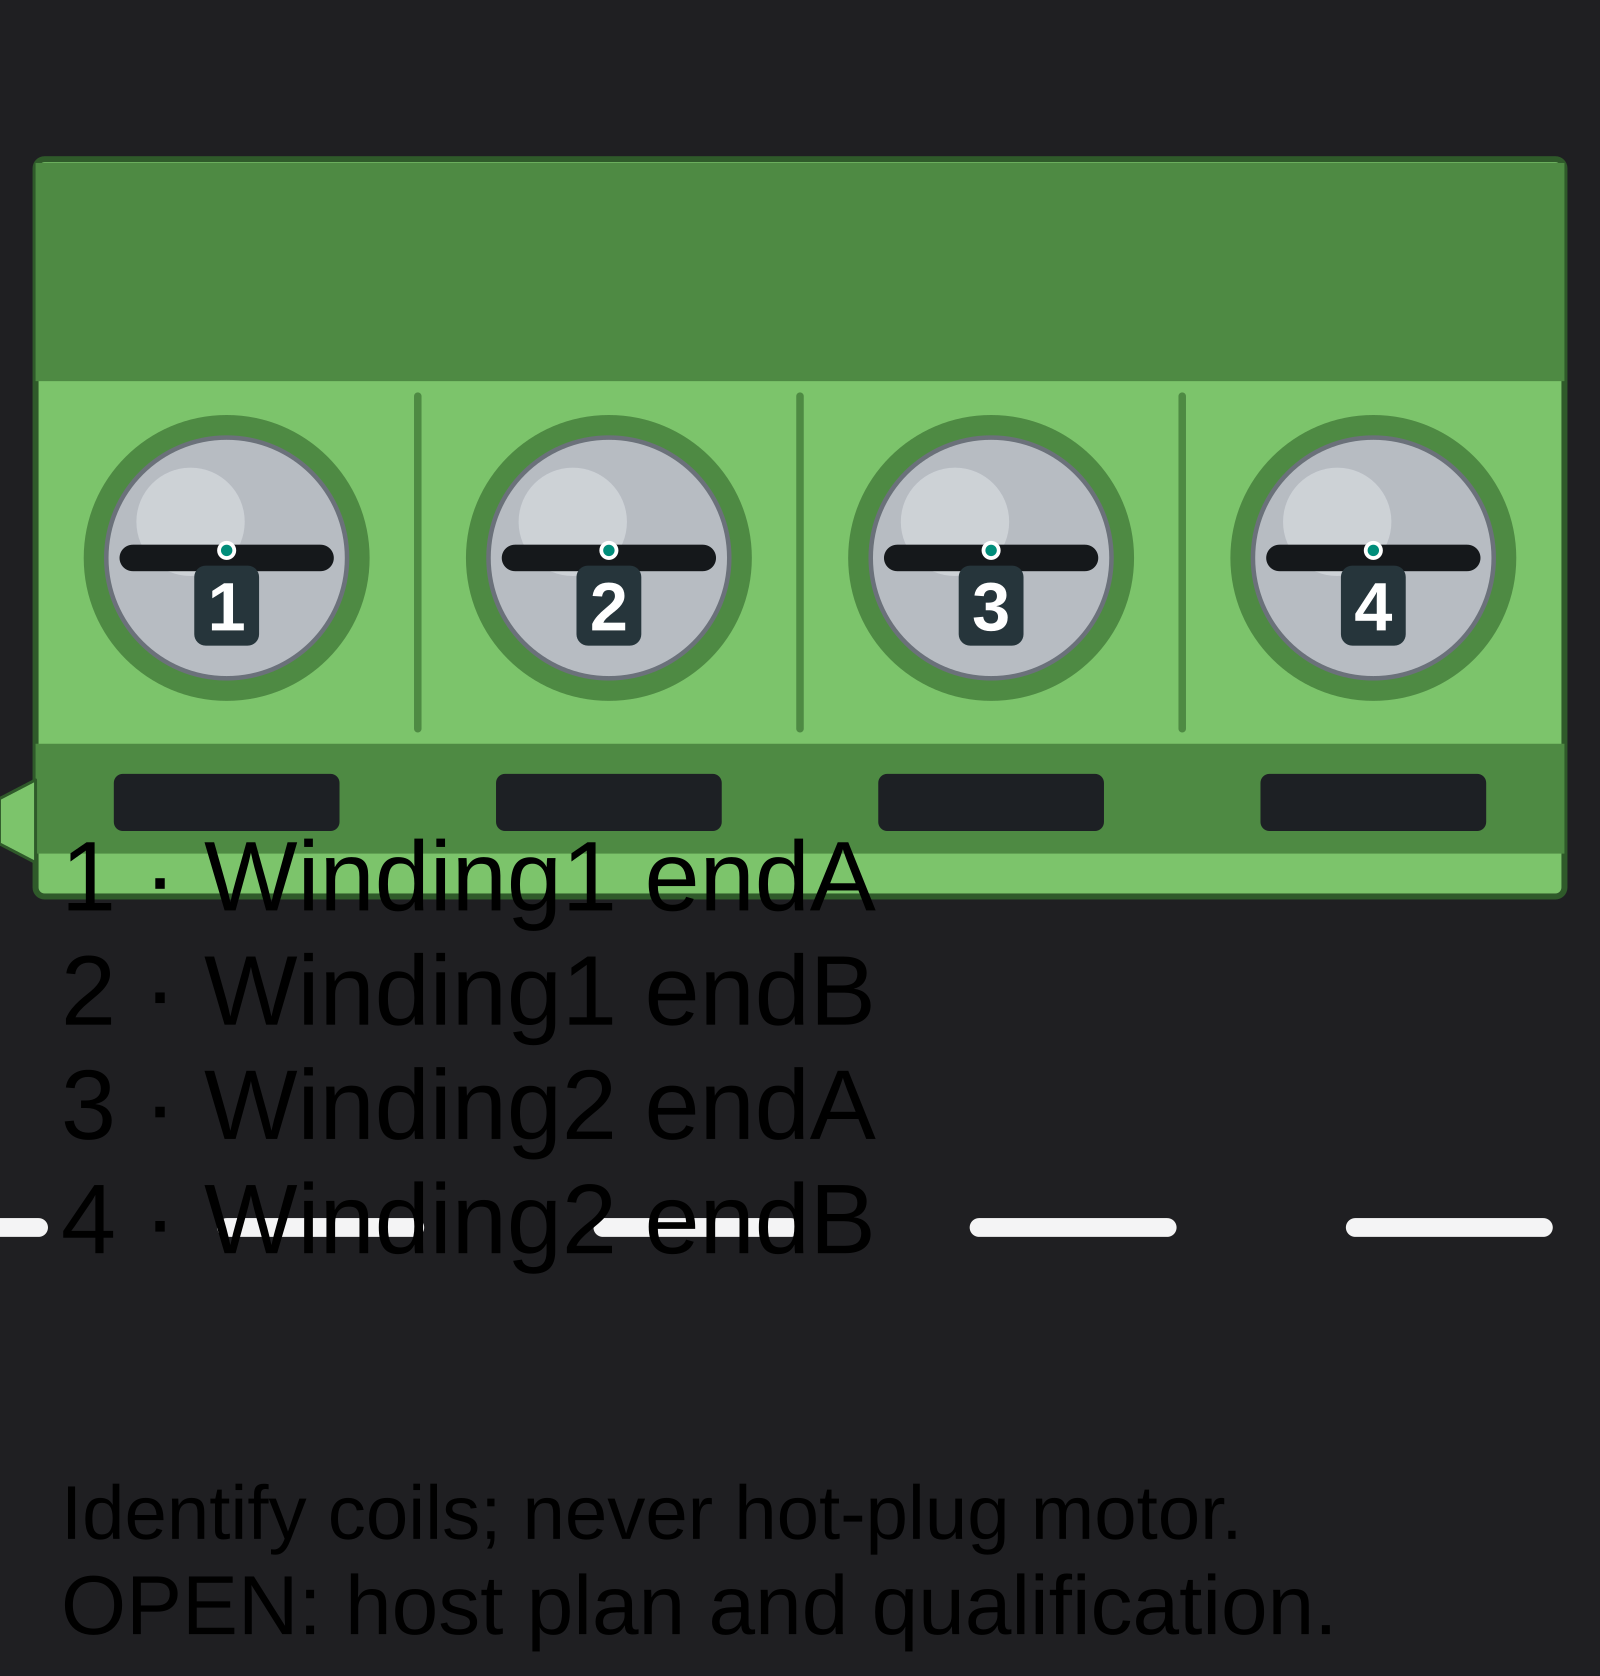 1 2 3 4
1 · Winding1 endA
2 · Winding1 endB
3 · Winding2 endA
4 · Winding2 endB
Identify coils; never hot-plug motor.
OPEN: host plan and qualification.